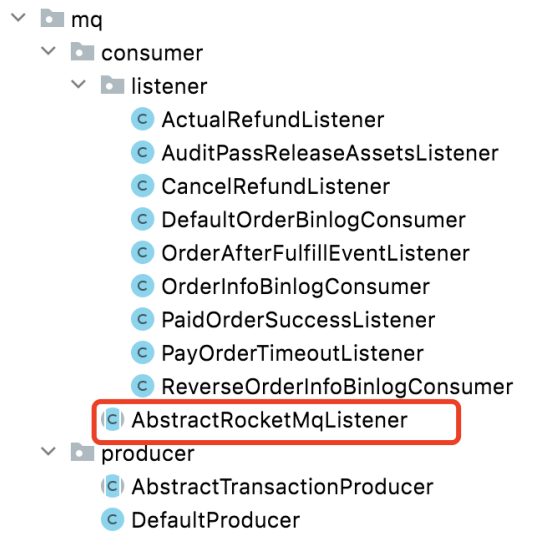 mq
consumer
listener
ActualRefundListener
AuditPassReleaseAssetsListener
CancelRefundListener
DefaultOrderBinlogConsumer
OrderAfterFulfillEventListener
OrderInfoBinlogConsumer
PaidOrderSuccessListener
PayOrderTimeoutListener
ReverseOrderInfoBinlogConsumer
AbstractRocketMqListener
producer
AbstractTransactionProducer
DefaultProducer